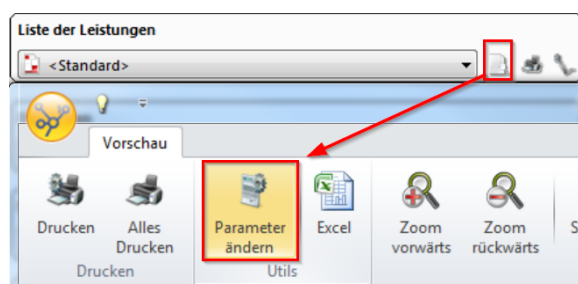 Liste der Leistungen
<Standard>
Vorschau
Drucken
Alles
Drucken
Parameter
ändern
Excel
Zoom
vorwärts
Zoom
rückwärts
S
Drucken
Utils